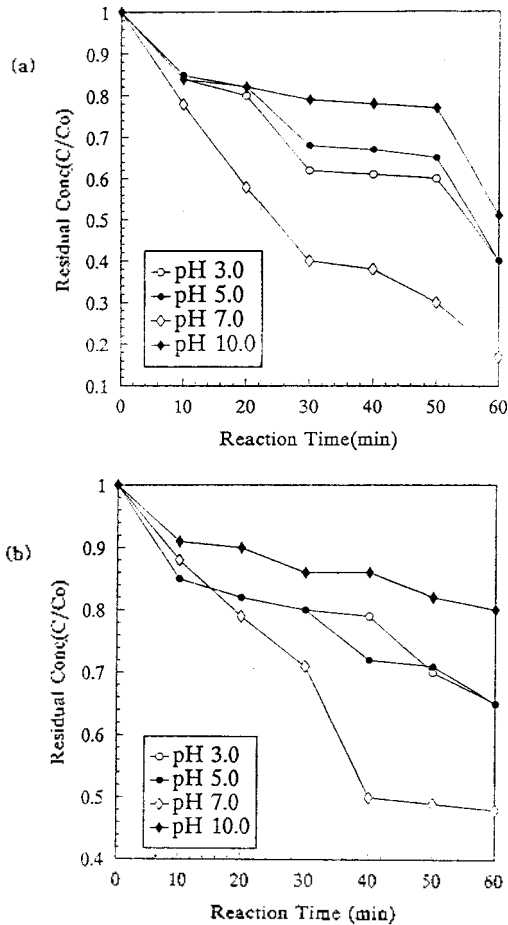 (a)
Residual Conc(C/Co)
1
0.9
0.8
0.7
0.6
0.5
0.4
0.3
0.2
0.1
pH 3.0
pH 5.0
pH 7.0
pH 10.0
0 10 20 30 40 50 60
Reaction Time(min)
(b)
Residual Conc(C/Co)
1
0.9
0.8
0.7
0.6
0.5
0.4
pH 3.0
pH 5.0
pH 7.0
pH 10.0
0 10 20 30 40 50 60
Reaction Time (min)